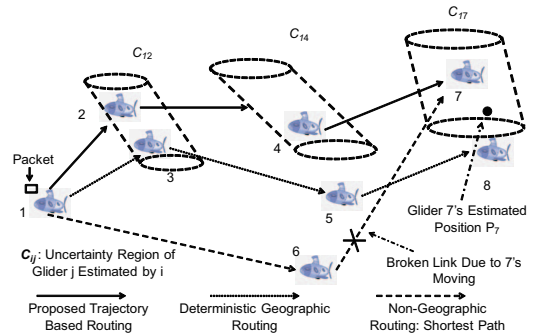 C17
C14
C12
7
2
4
Packet
3
8
1
5
Glider 7's Estimated
Position P7
6
Cij: Uncertainty Region of
Glider j Estimated by i
Broken Link Due to 7's
Moving
Proposed Trajectory
Based Routing
Deterministic Geographic
Routing
Non-Geographic
Routing: Shortest Path